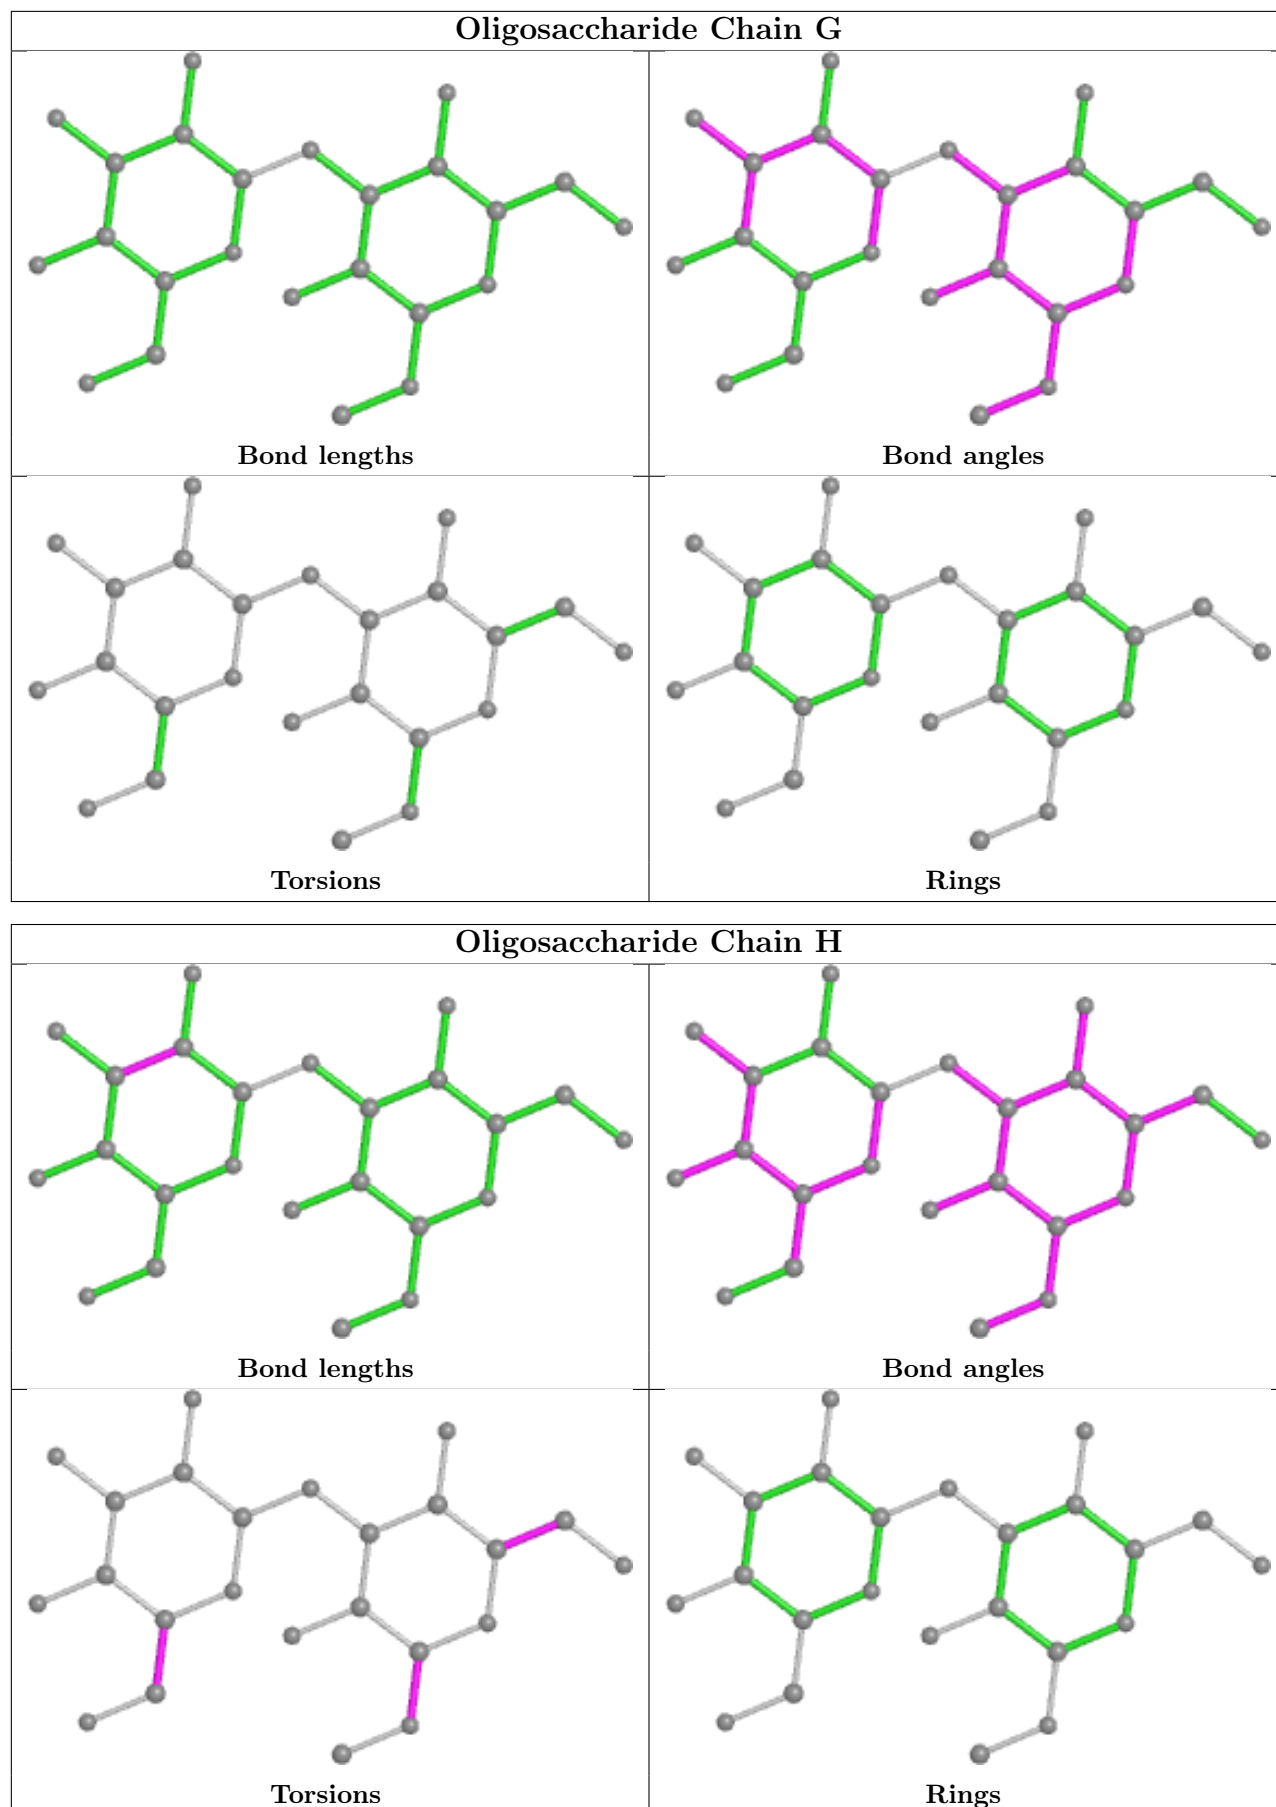 Oligosaccharide Chain G
Bond lengths
Bond angles
Torsions
Rings
Oligosaccharide Chain H
Bond lengths
Bond angles
Torsions
Rings